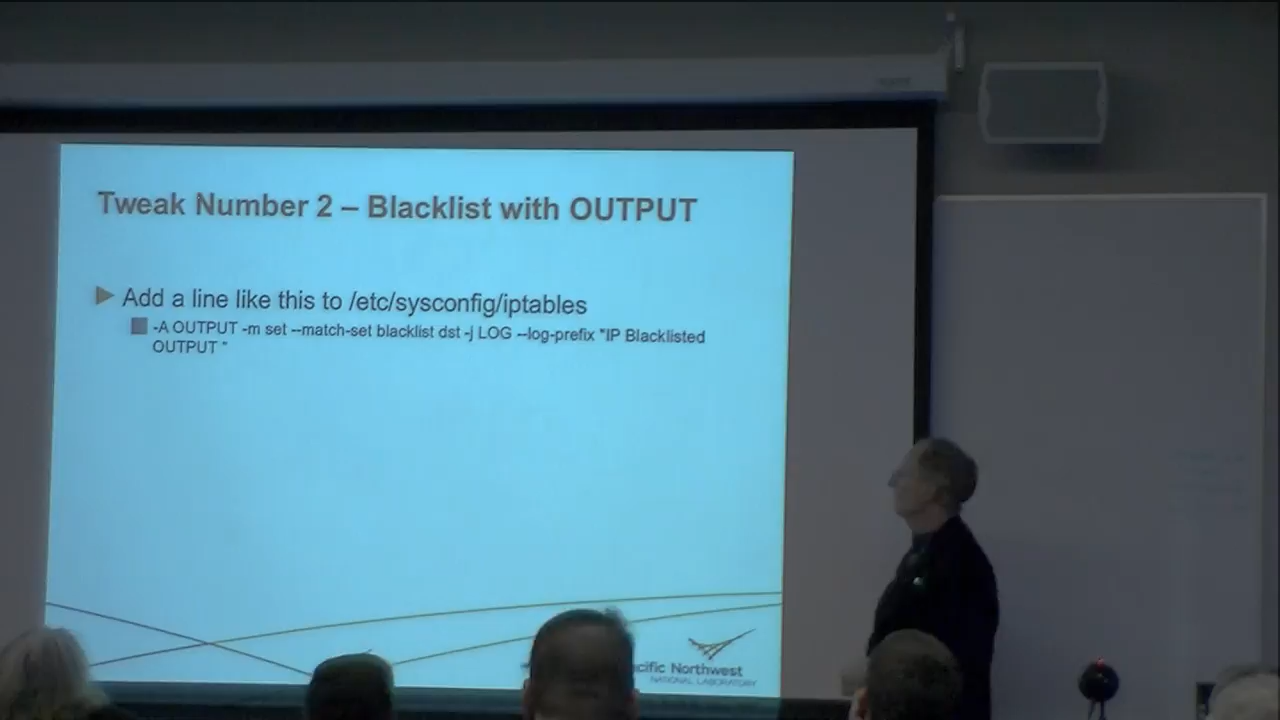 Tweak Number 2 – Blacklist with OUTPUT
Add a line like this to /etc/sysconfig/iptables
-A OUTPUT -m set --match-set blacklist dst -j LOG --log-prefix "IP Blacklisted
OUTPUT "
Northwest
NATIONAL LABORATORY